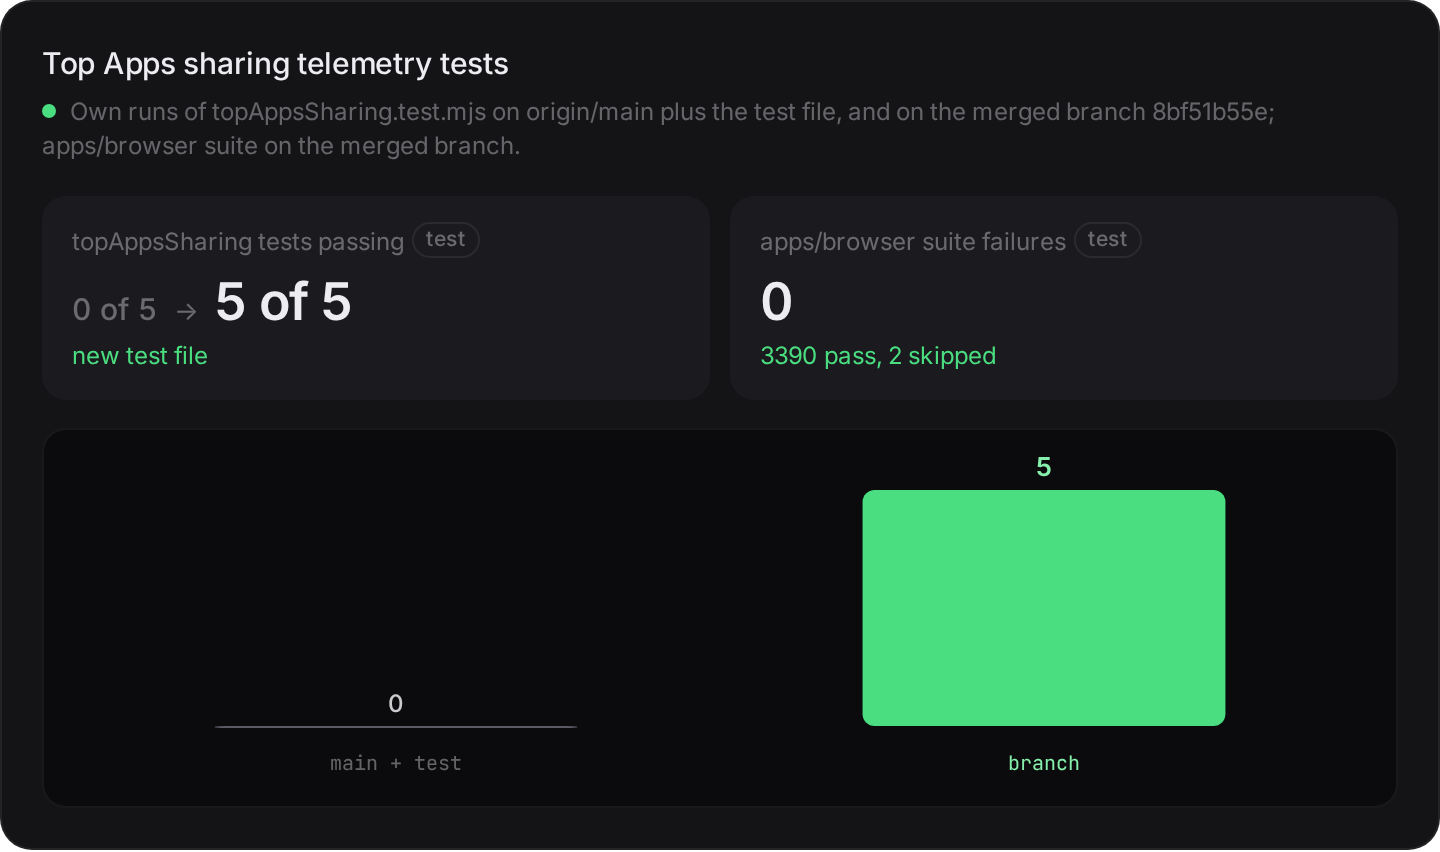 Top Apps sharing telemetry tests
Own runs of topAppsSharing.test.mjs on origin/main plus the test file, and on the merged branch 8bf51b55e;
apps/browser suite on the merged branch.
topAppsSharing tests passing test
0 of 5 → 5 of 5
new test file
apps/browser suite failures test
0
3390 pass, 2 skipped
5
0
main + test
branch